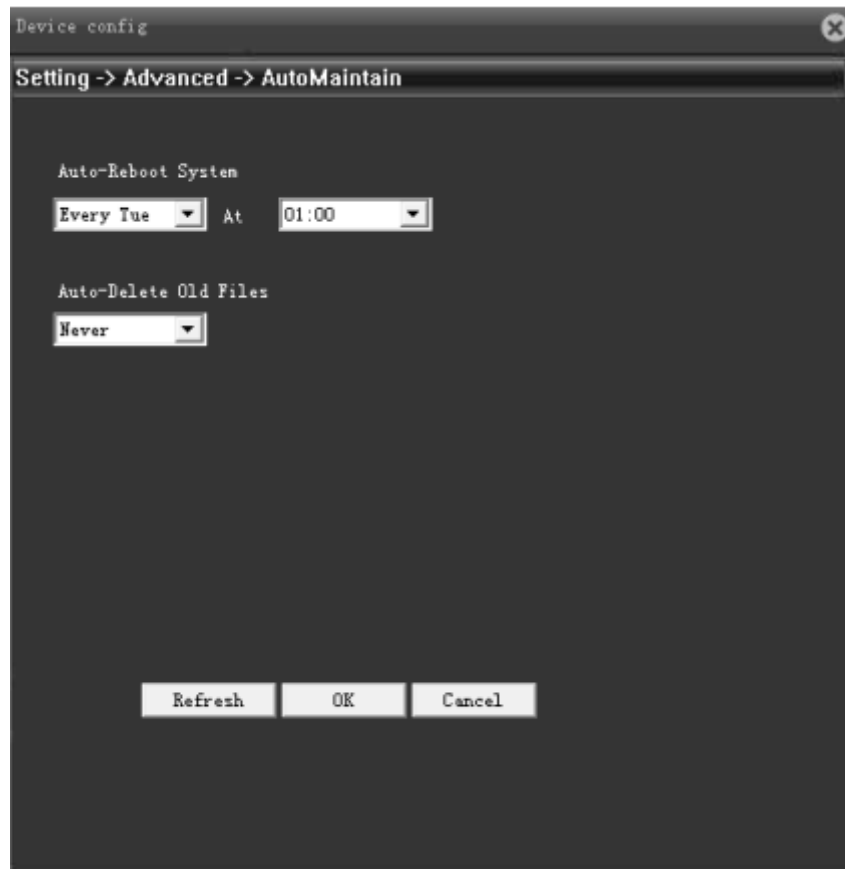 Device config
Setting -> Advanced -> AutoMaintain
Auto-Reboot System
Every Tue At 01:00
Auto-Delete Old Files
Never
Refresh OK Cancel